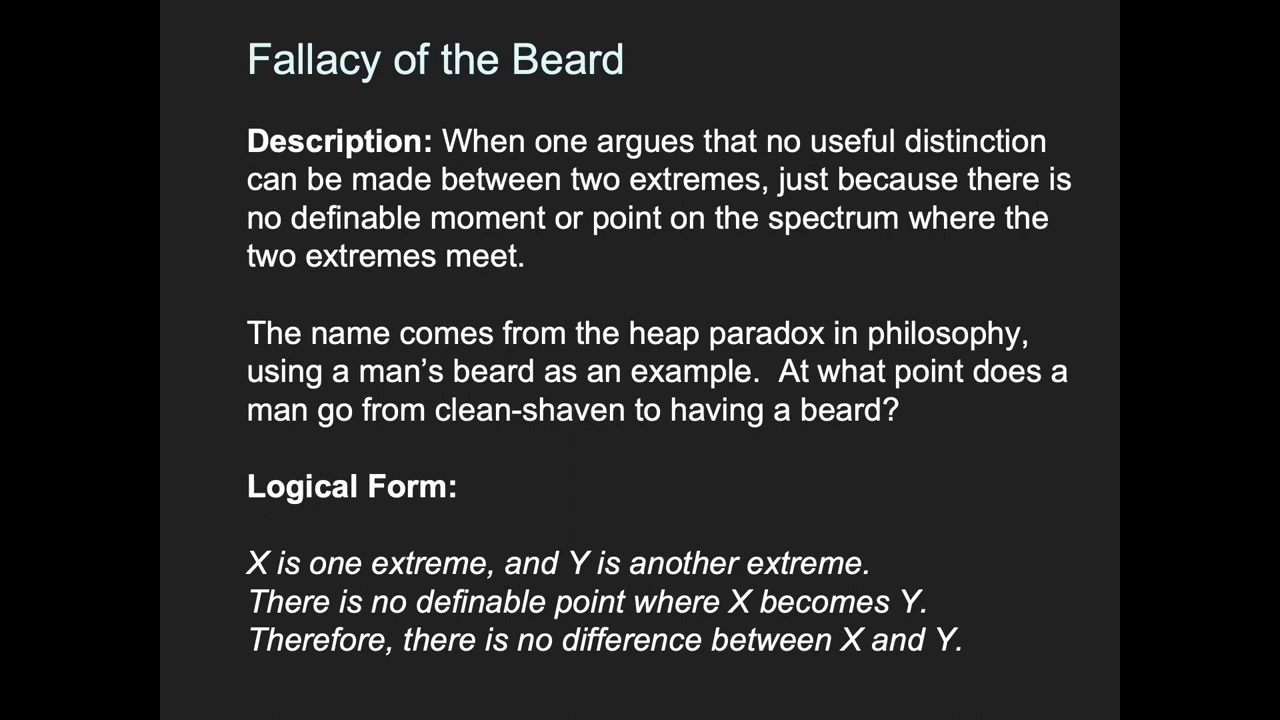 Fallacy of the Beard
Description: When one argues that no useful distinction
can be made between two extremes, just because there is
no definable moment or point on the spectrum where the
two extremes meet.
The name comes from the heap paradox in philosophy,
using a man’s beard as an example.  At what point does a
man go from clean-shaven to having a beard?
Logical Form:
X is one extreme, and Y is another extreme.
There is no definable point where X becomes Y.
Therefore, there is no difference between X and Y.